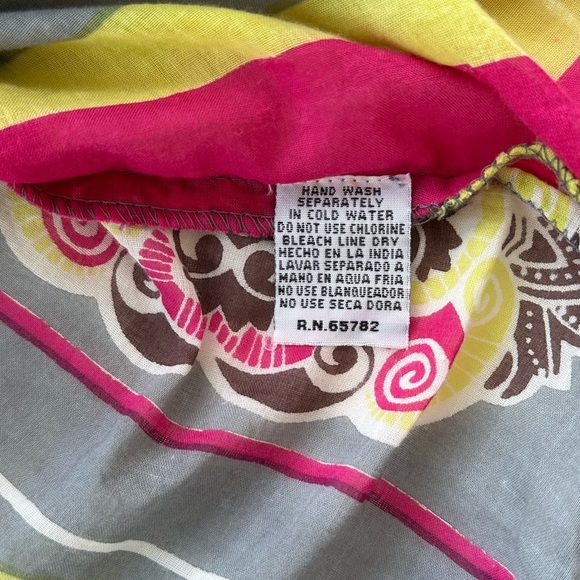 HAND WASH
SEPARATELY
IN COLD WATER
DO NOT USE CHLORINE
BLEACH LINE DRY
HECHO EN LA INDIA
LAVAR SEPARADO A
MANO EN AQUA FRIA
NO USE BLANQUEADOR
NO USE SECA DORA
R.N.65782